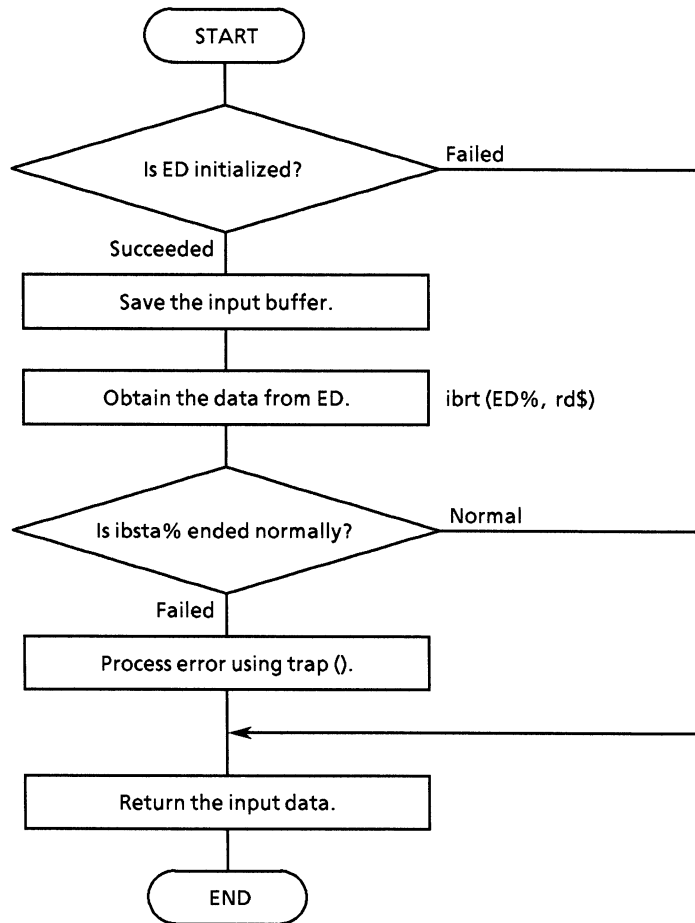 START
Is ED initialized?
Failed
Succeeded
Save the input buffer.
Obtain the data from ED.
ibrt (ED%, rd$)
Is ibsta% ended normally?
Normal
Failed
Process error using trap ().
Return the input data.
END